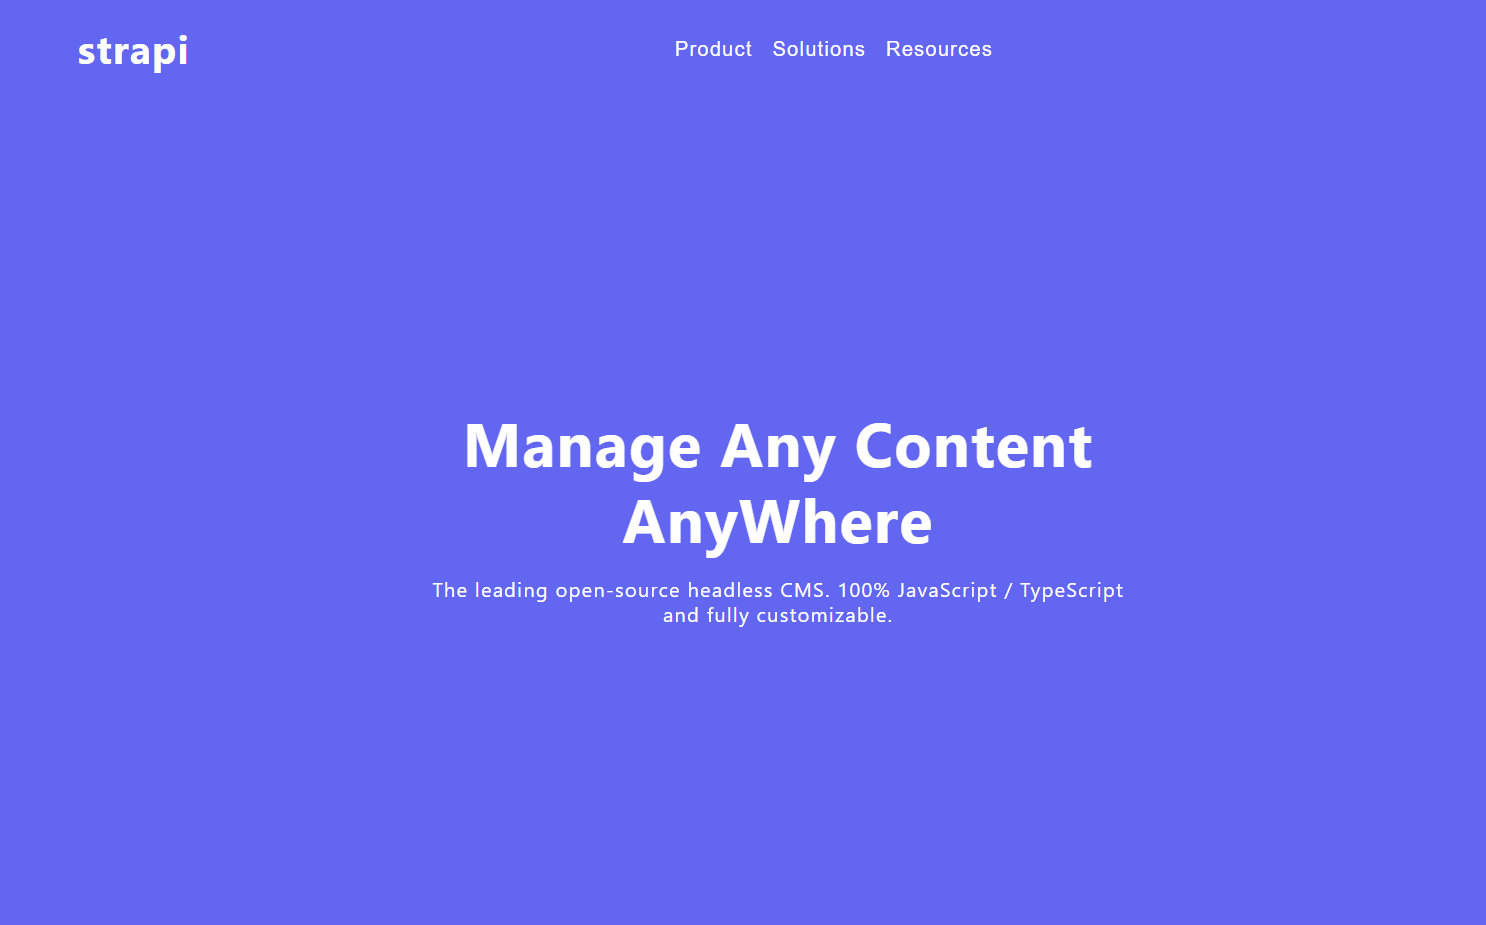 strapi
Product Solutions Resources
Manage Any Content
AnyWhere
The leading open-source headless CMS. 100% JavaScript / TypeScript
and fully customizable.